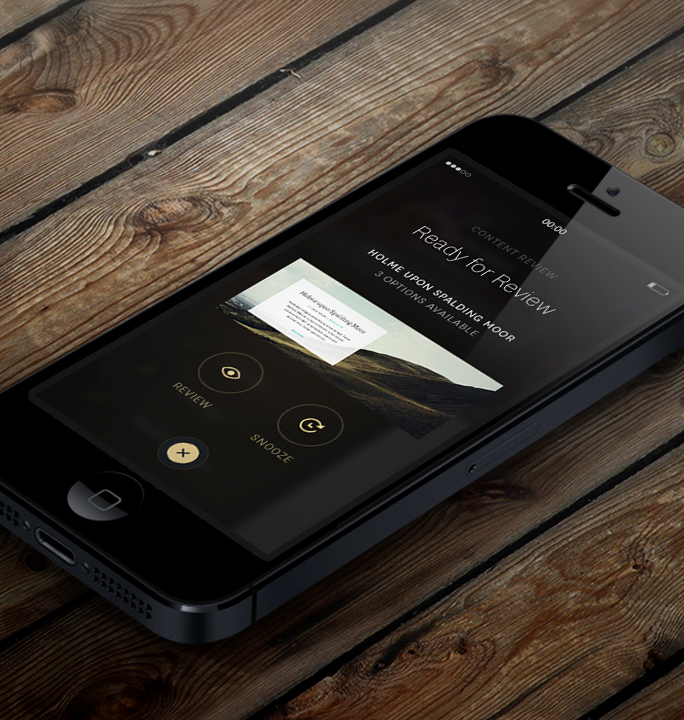 00:00
CONTENT REVIEW
Ready for Review
HOLME UPON SPALDING MOOR
3 OPTIONS AVAILABLE
Holme upon Spalding Moor
REVIEW
SNOOZE